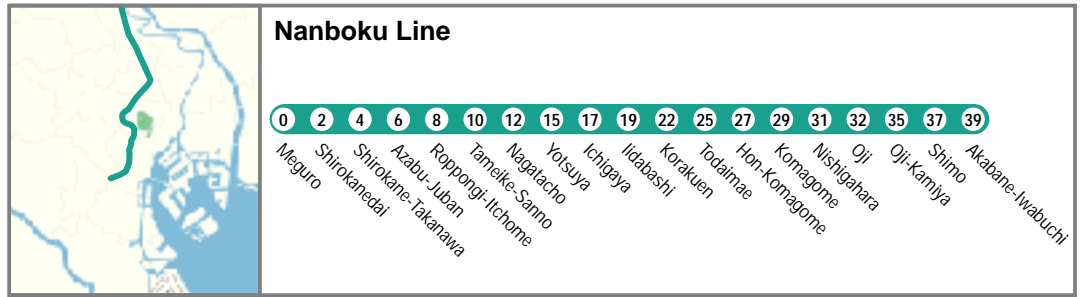 Nanboku Line
0 2 4 6 8 10 12 15 17 19 22 25 27 29 31 32 35 37 39
Meguro
Shirokanedai
Shirokane-Takanawa
Azabu-Juban
Roppongi-Itchome
Tameike-Sanno
Nagatacho
Yotsuya
Ichigaya
Iidabashi
Korakuen
Todaimae
Hon-Komagome
Komagome
Nishigahara
Oji
Oji-Kamiya
Shimo
Akabane-Iwabuchi